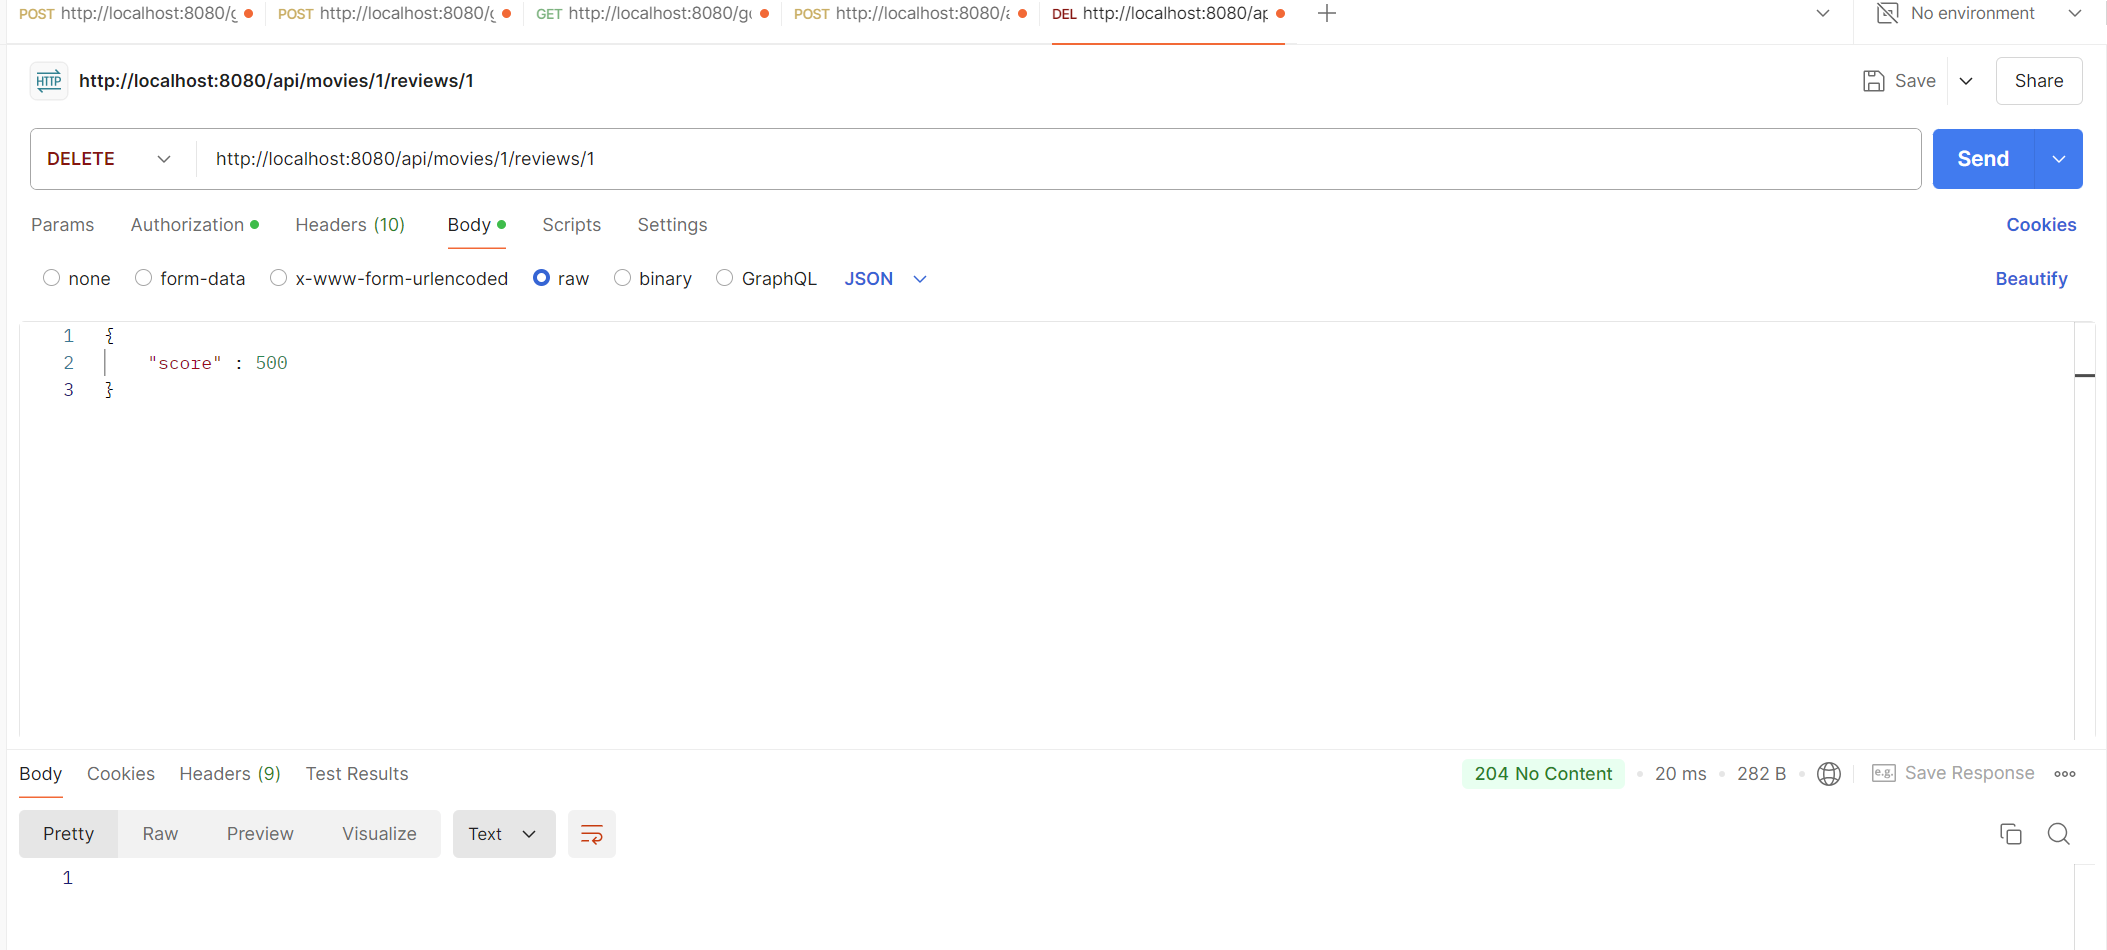 POST http://localhost:8080/g POST http://localhost:8080/g GET http://localhost:8080/go POST http://localhost:8080/a DEL http://localhost:8080/ap No environment
HTTP http://localhost:8080/api/movies/1/reviews/1 Save Share
DELETE http://localhost:8080/api/movies/1/reviews/1 Send
Params Authorization Headers (10) Body Scripts Settings Cookies
none form-data x-www-form-urlencoded raw binary GraphQL JSON Beautify
1 {
2 "score" : 500
3 }
Body Cookies Headers (9) Test Results 204 No Content 20 ms 282 B e.g. Save Response
Pretty Raw Preview Visualize Text
1